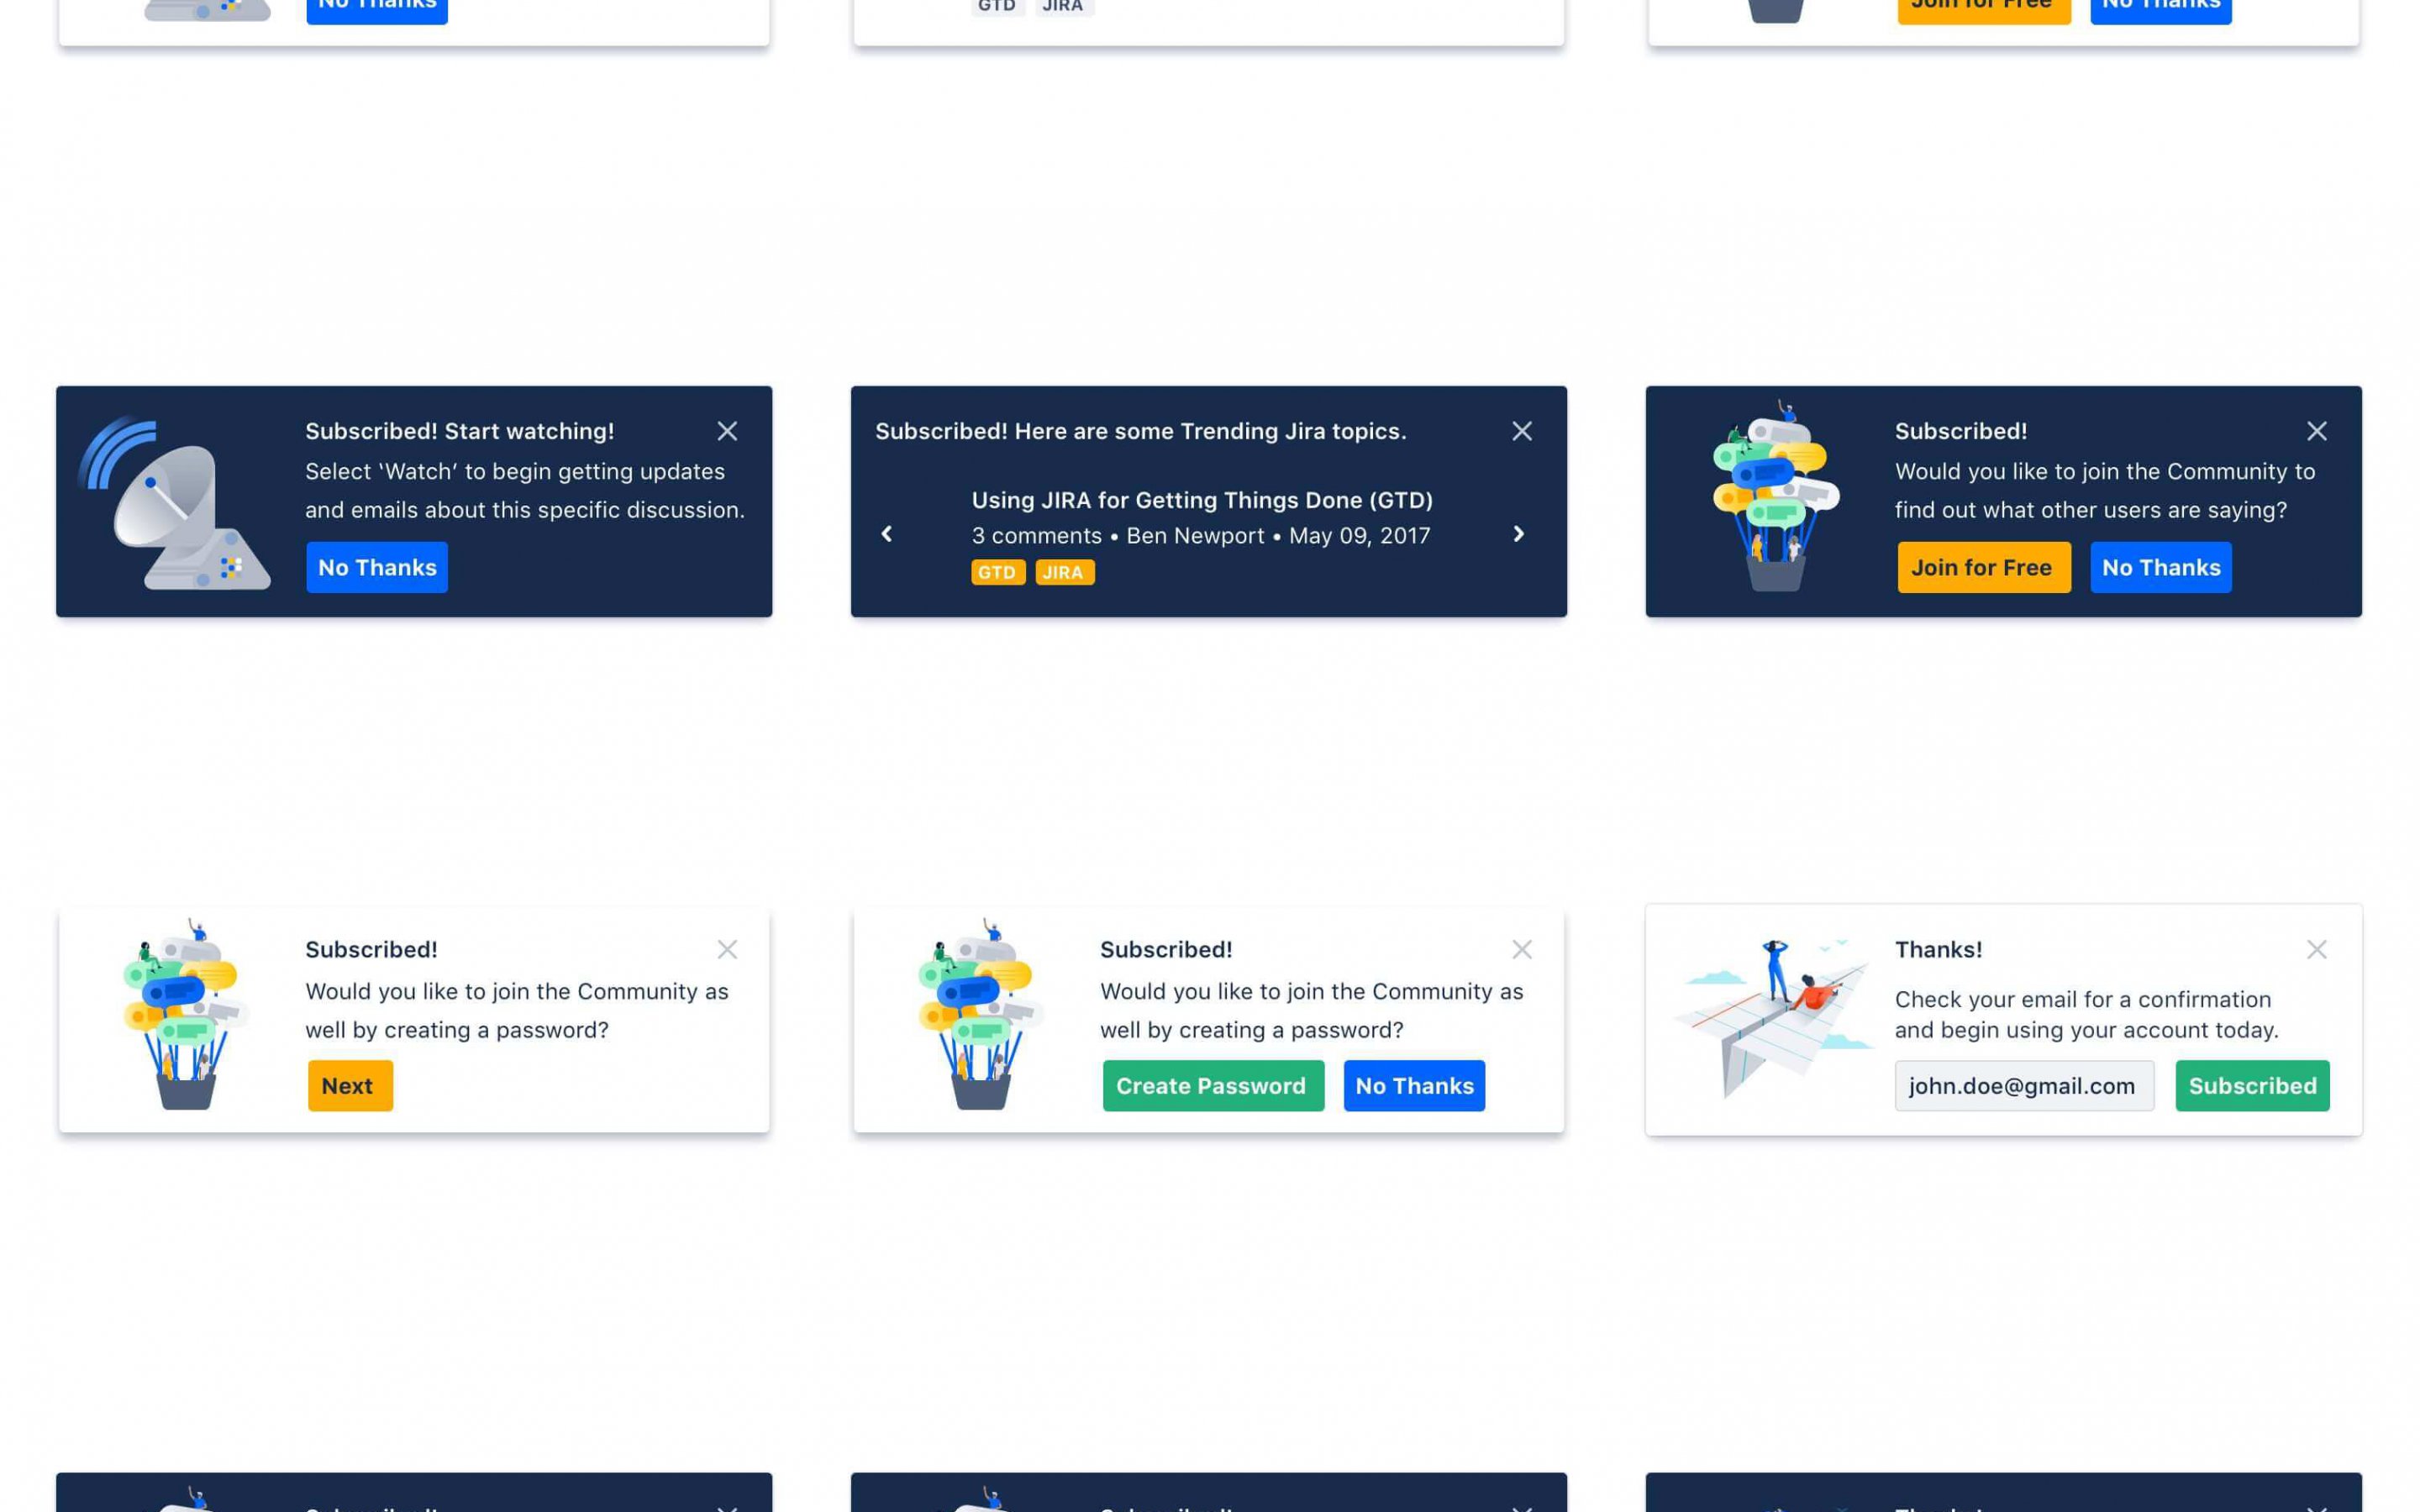 No Thanks
GTD JIRA
Join for Free No Thanks
Subscribed! Start watching!
Select ‘Watch’ to begin getting updates
and emails about this specific discussion.
No Thanks
Subscribed! Here are some Trending Jira topics.
Using JIRA for Getting Things Done (GTD)
3 comments • Ben Newport • May 09, 2017
GTD JIRA
Subscribed!
Would you like to join the Community to
find out what other users are saying?
Join for Free No Thanks
Subscribed!
Would you like to join the Community as
well by creating a password?
Next
Subscribed!
Would you like to join the Community as
well by creating a password?
Create Password No Thanks
Thanks!
Check your email for a confirmation
and begin using your account today.
john.doe@gmail.com Subscribed